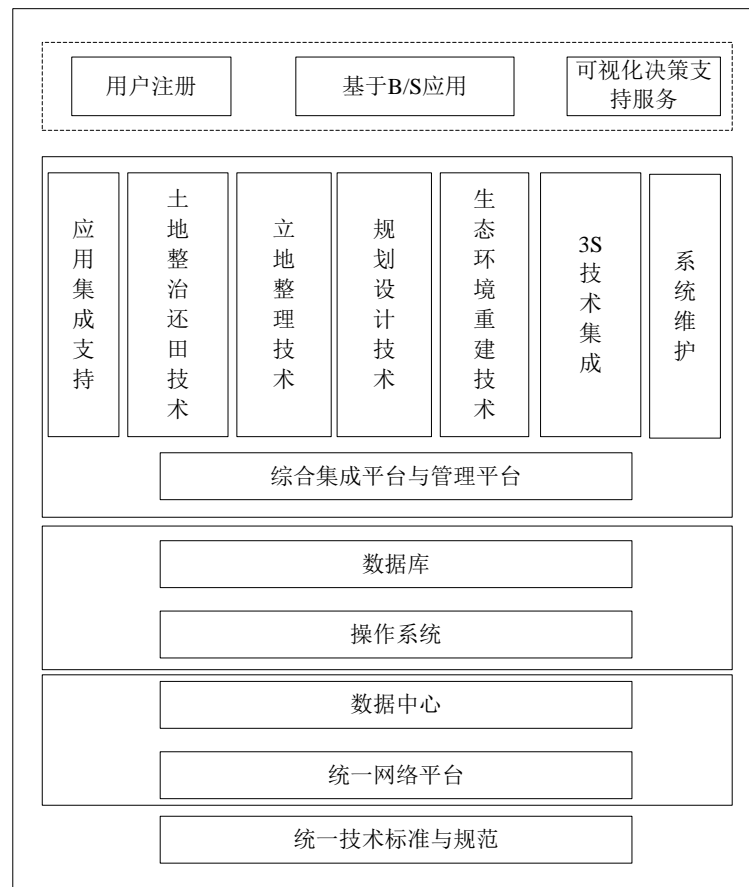 用户注册
基于B/S应用
可视化决策支
持服务
应用集成支持
土地整治还田技术
立地整理技术
规划设计技术
生态环境重建技术
3S技术集成
系统维护
综合集成平台与管理平台
数据库
操作系统
数据中心
统一网络平台
统一技术标准与规范